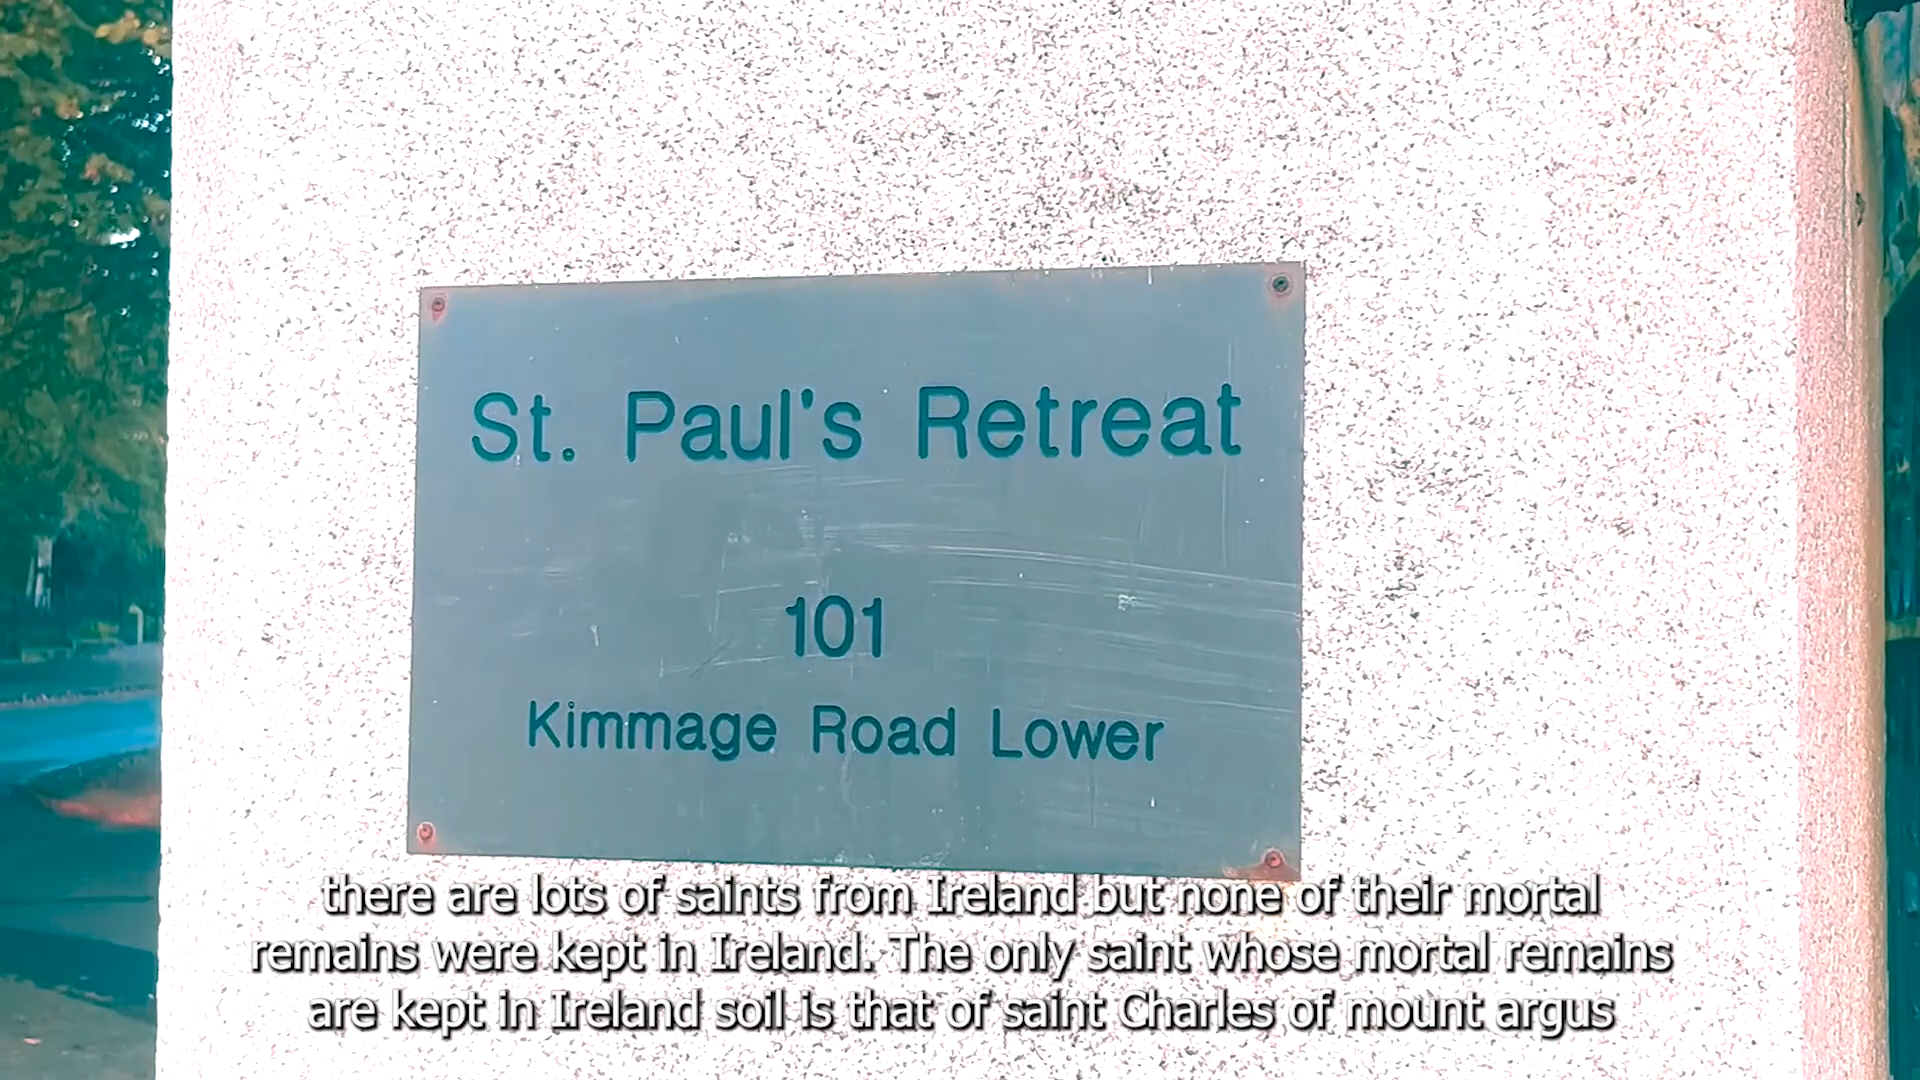 St. Paul's Retreat
101
Kimmage Road Lower
there are lots of saints from Ireland but none of their mortal
remains were kept in Ireland. The only saint whose mortal remains
are kept in Ireland soil is that of saint Charles of mount argus